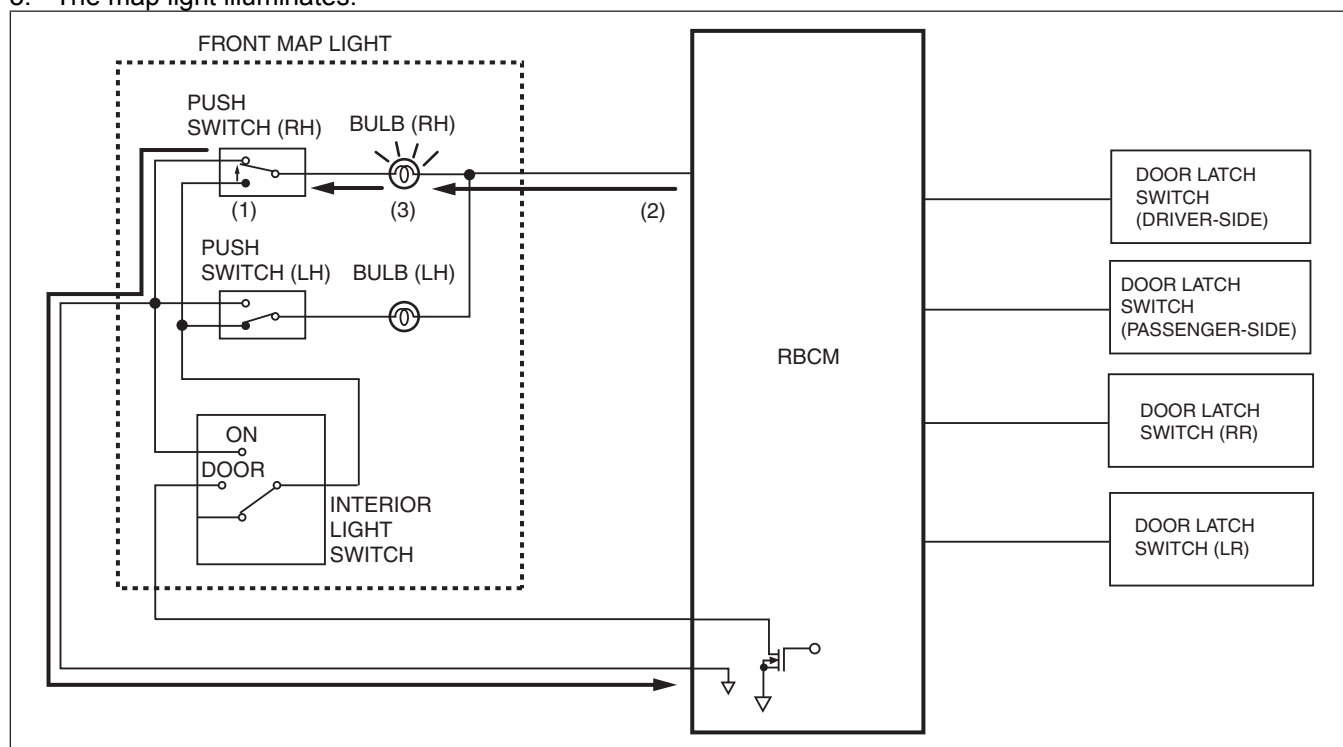 3. The map light illuminates.
FRONT MAP LIGHT
PUSH
SWITCH (RH)
BULB (RH)
(1)
(3)
(2)
PUSH
SWITCH (LH)
BULB (LH)
ON
DOOR
INTERIOR
LIGHT
SWITCH
RBCM
DOOR LATCH
SWITCH
(DRIVER-SIDE)
DOOR LATCH
SWITCH
(PASSENGER-SIDE)
DOOR LATCH
SWITCH (RR)
DOOR LATCH
SWITCH (LR)